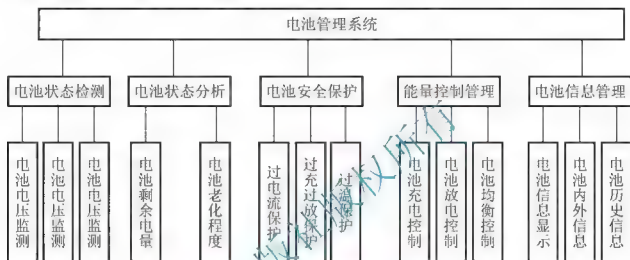 电池管理系统
电池状态检测
电池状态分析
电池安全保护
能量控制管理
电池信息管理
电池电压监测
电池电压监测
电池电压监测
电池剩余电量
电池老化程度
过电流保护
过充过放保护
过温保护
电池充电控制
电池放电控制
电池均衡控制
电池信息显示
电池内外信息
电池历史信息
版权所有